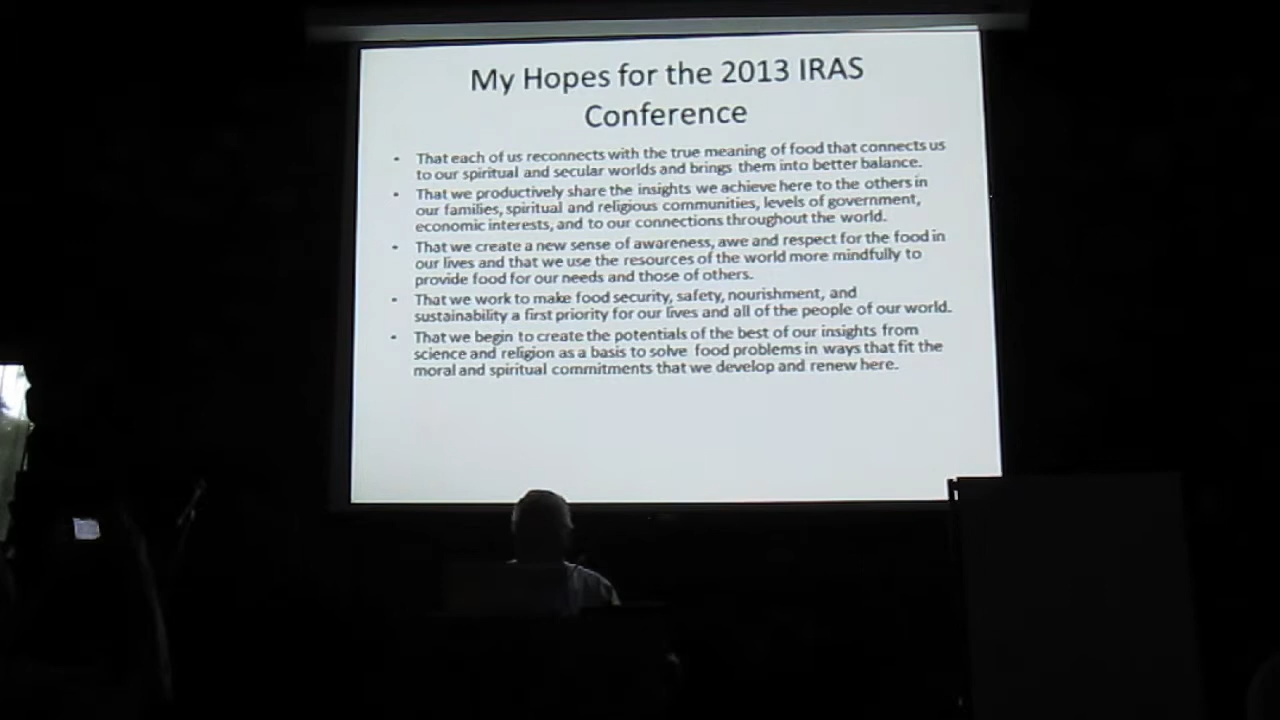 My Hopes for the 2013 IRAS
Conference
• That each of us reconnects with the true meaning of food that connects us
to our spiritual and secular worlds and brings them into better balance.
• That we productively share the insights we achieve here to the others in
our families, spiritual and religious communities, levels of government,
economic interests, and to our connections throughout the world.
• That we create a new sense of awareness, awe and respect for the food in
our lives and that we use the resources of the world more mindfully to
provide food for our needs and those of others.
• That we work to make food security, safety, nourishment, and
sustainability a first priority for our lives and all of the people of our world.
• That we begin to create the potentials of the best of our insights from
science and religion as a basis to solve food problems in ways that fit the
moral and spiritual commitments that we develop and renew here.